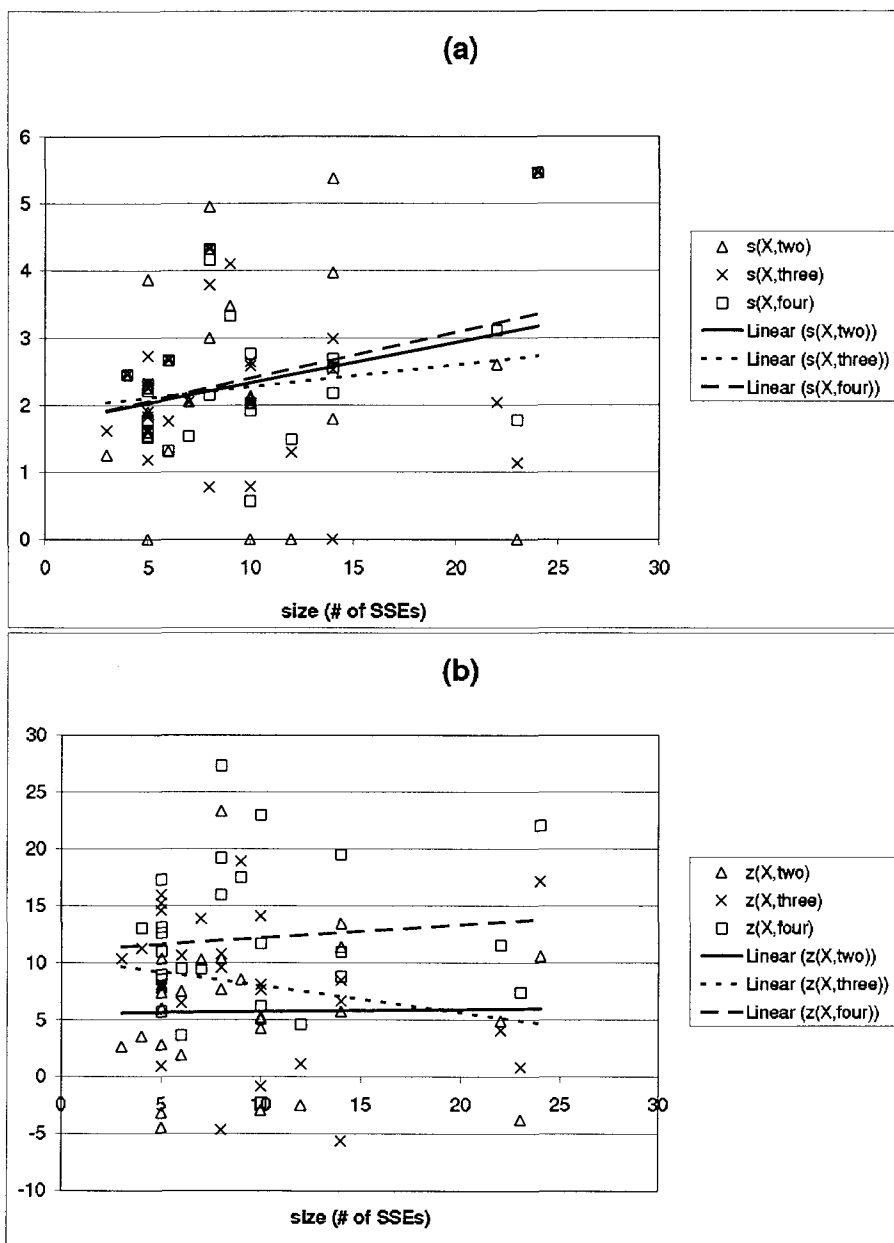 (a)
6
5
4
3
2
1
0
0 5 10 15 20 25 30
size (# of SSEs)
s(X,two)
s(X,three)
s(X,four)
Linear (s(X,two))
Linear (s(X,three))
Linear (s(X,four))
(b)
30
25
20
15
10
5
0
-5
-10
0 5 10 15 20 25 30
size (# of SSEs)
z(X,two)
z(X,three)
z(X,four)
Linear (z(X,two))
Linear (z(X,three))
Linear (z(X,four))